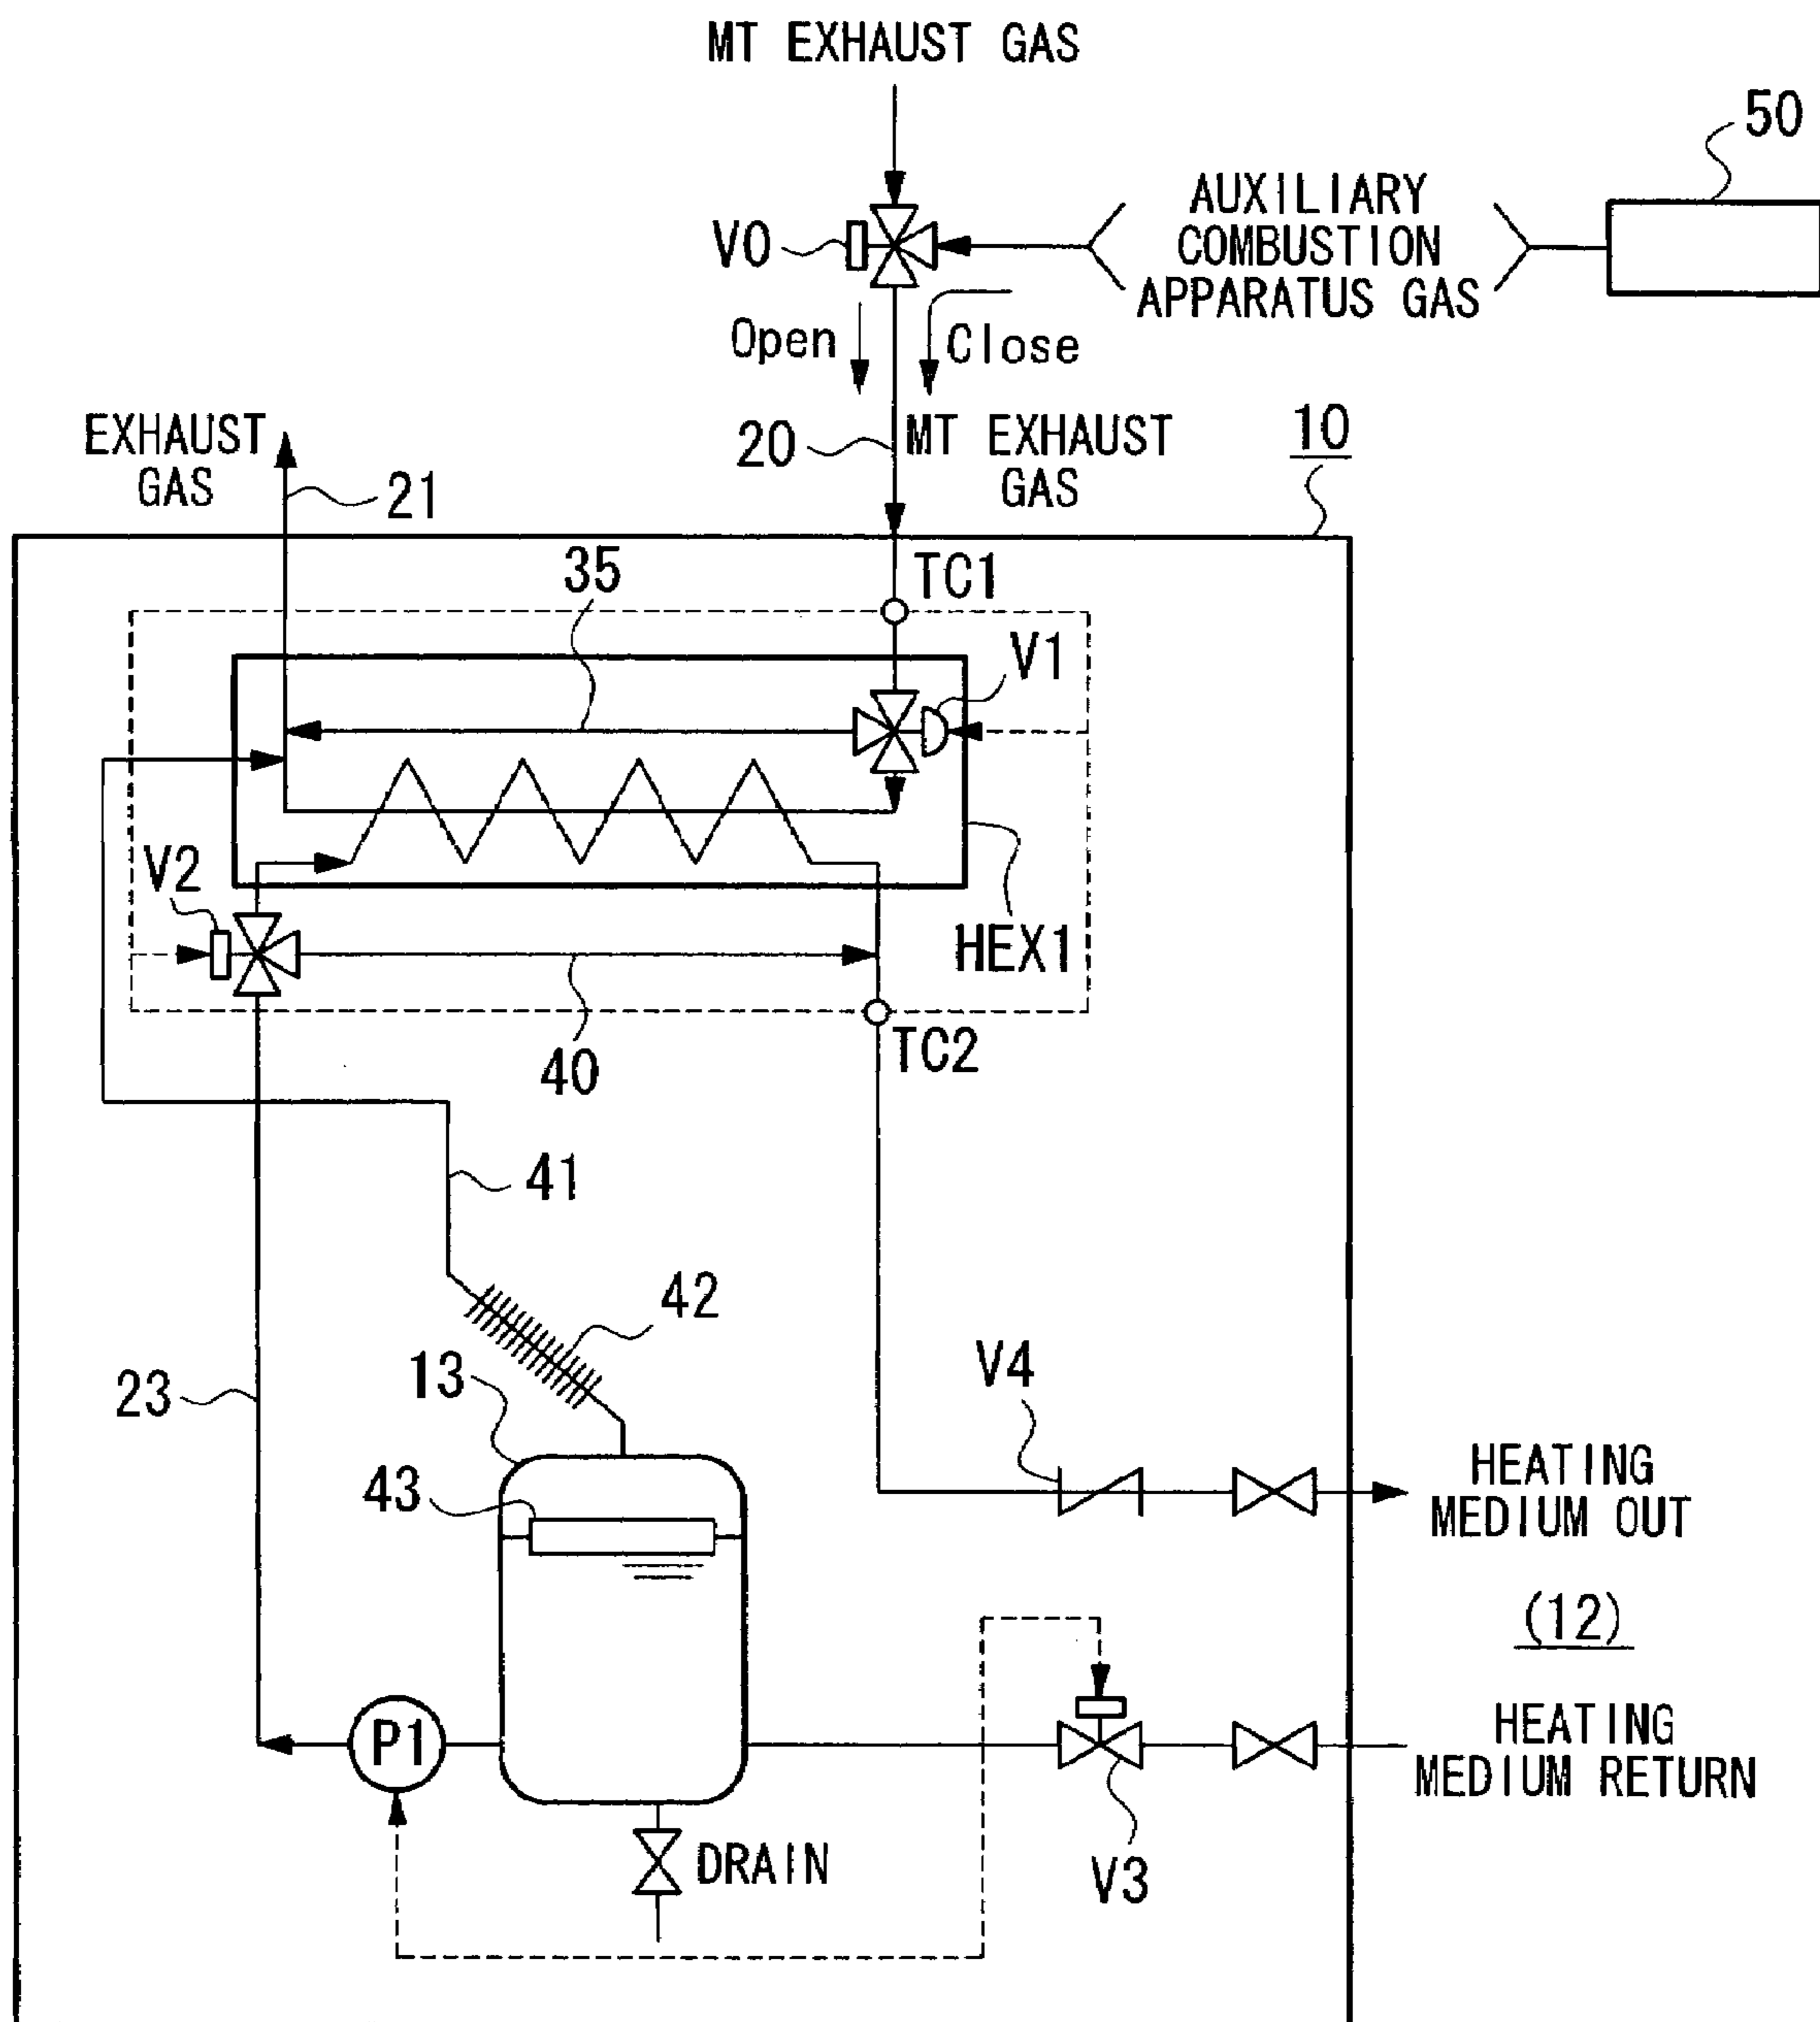 MT EXHAUST GAS
50
AUXILIARY
COMBUSTION
APPARATUS GAS
V0
Open
Close
EXHAUST
GAS
21
20
MT EXHAUST
GAS
10
35
TC1
V1
V2
HEX1
40
TC2
41
42
13
23
V4
43
HEATING
MEDIUM OUT
(12)
P1
HEATING
MEDIUM RETURN
DRAIN
V3